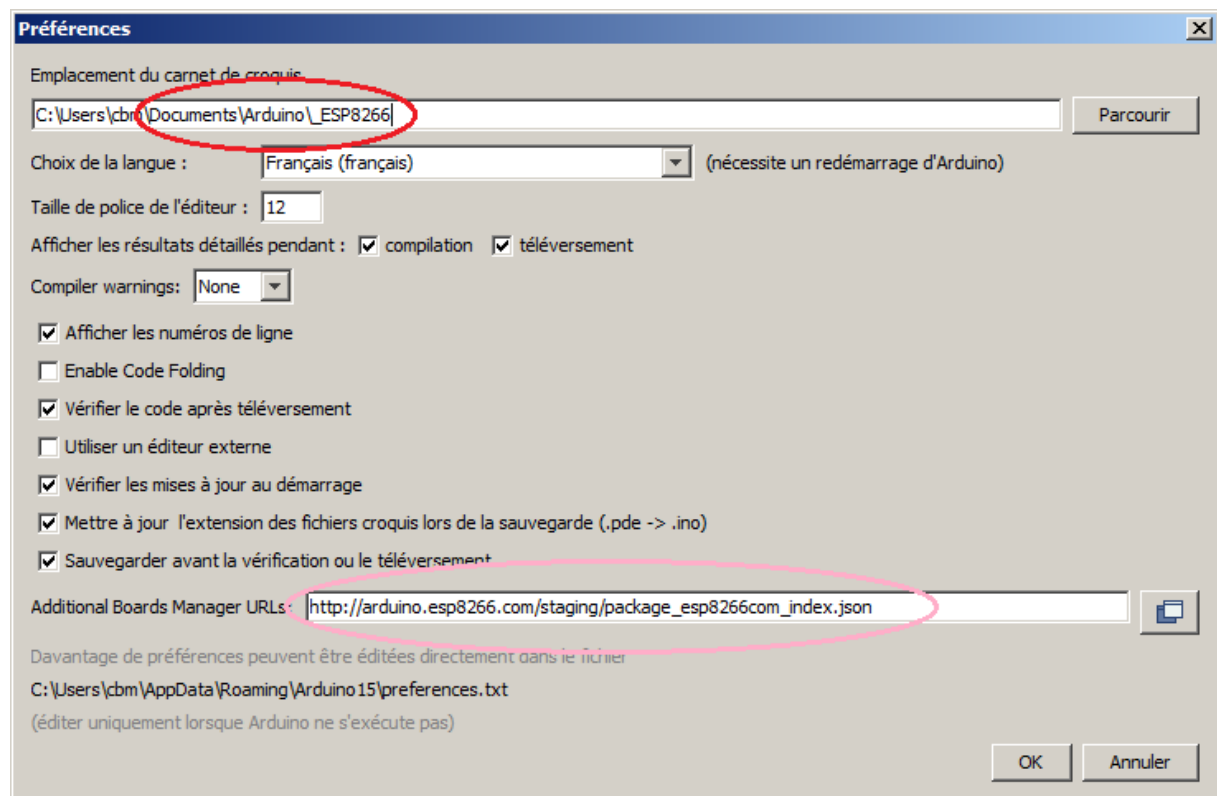 Préférences
Emplacement du carnet de croquis
C:\Users\cbm\Documents\Arduino\_ESP8266 Parcourir
Choix de la langue : Français (français) (nécessite un redémarrage d'Arduino)
Taille de police de l'éditeur : 12
Afficher les résultats détaillés pendant : compilation téléversement
Compiler warnings: None
Afficher les numéros de ligne
Enable Code Folding
Vérifier le code après téléversement
Utiliser un éditeur externe
Vérifier les mises à jour au démarrage
Mettre à jour l'extension des fichiers croquis lors de la sauvegarde (.pde -> .ino)
Sauvegarder avant la vérification ou le téléversement
Additional Boards Manager URLs: http://arduino.esp8266.com/staging/package_esp8266com_index.json
Davantage de préférences peuvent être éditées directement dans le fichier
C:\Users\cbm\AppData\Roaming\Arduino15\preferences.txt
(éditer uniquement lorsque Arduino ne s'exécute pas)
OK Annuler